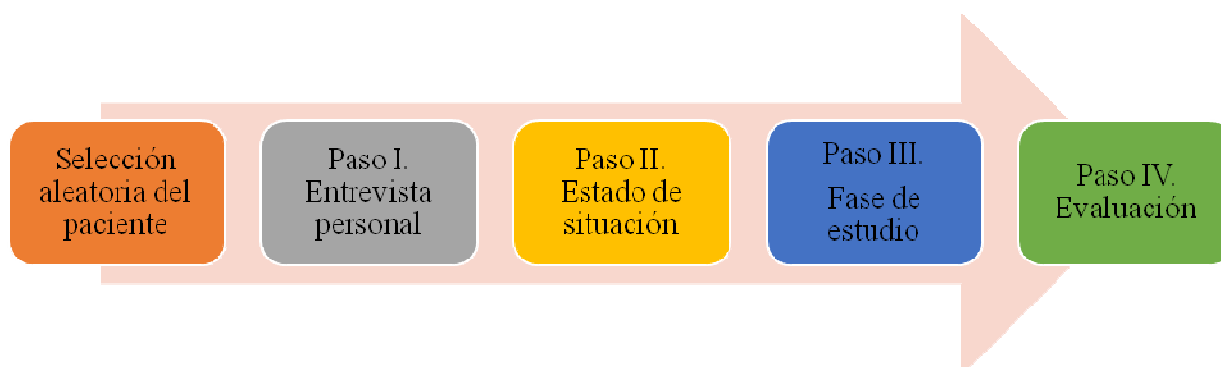 Selección
aleatoria del
paciente
Paso I.
Entrevista
personal
Paso II.
Estado de
situación
Paso III.
Fase de
estudio
Paso IV.
Evaluación